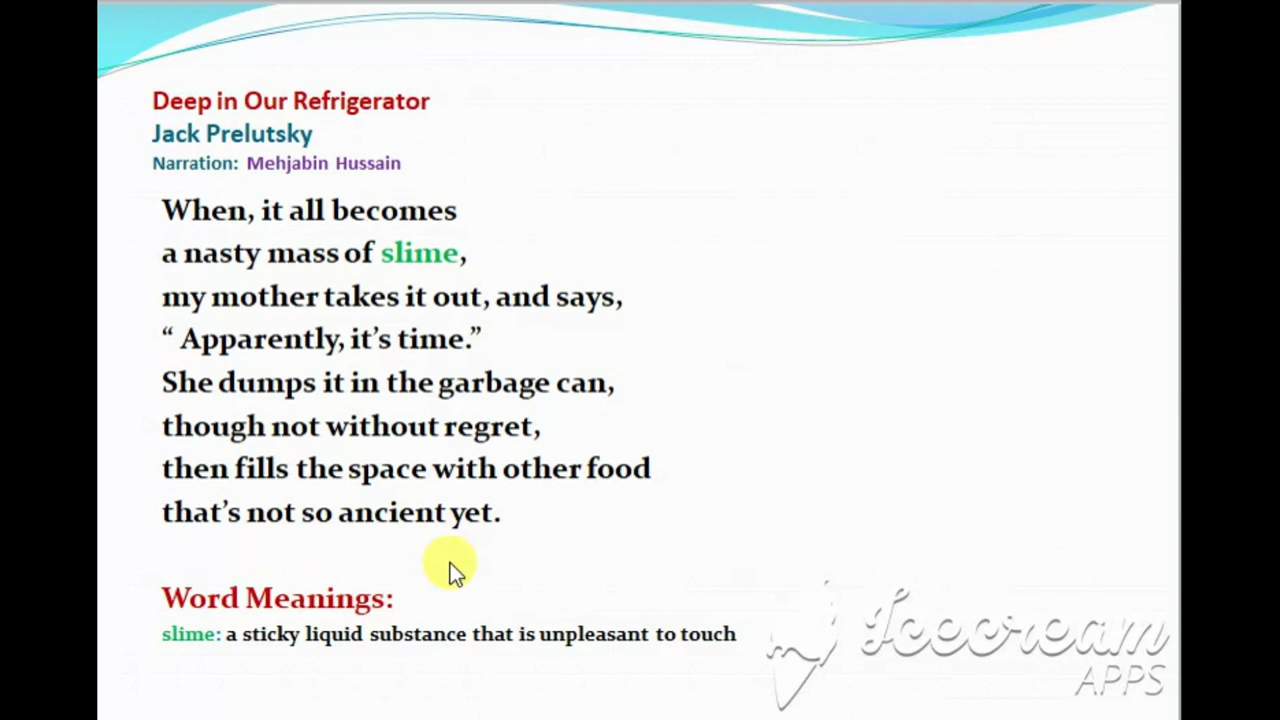 Deep in Our Refrigerator
Jack Prelutsky
Narration: Mehjabin Hussain
When, it all becomes
a nasty mass of slime,
my mother takes it out, and says,
“ Apparently, it’s time.”
She dumps it in the garbage can,
though not without regret,
then fills the space with other food
that’s not so ancient yet.
Word Meanings:
slime: a sticky liquid substance that is unpleasant to touch
Icecream
APPS